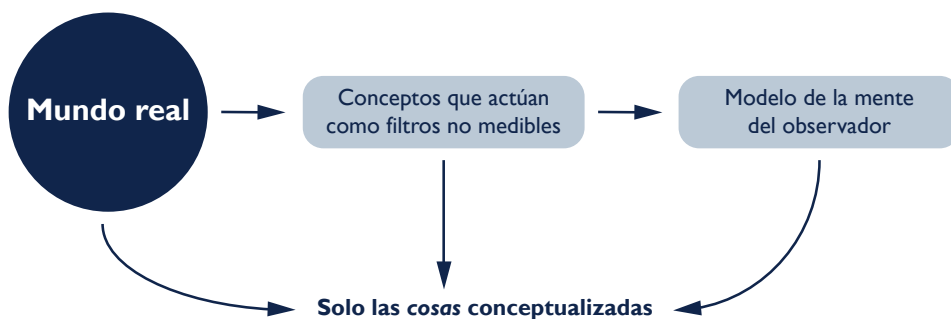 Mundo real
Conceptos que actúan
como filtros no medibles
Modelo de la mente
del observador
Solo las cosas conceptualizadas